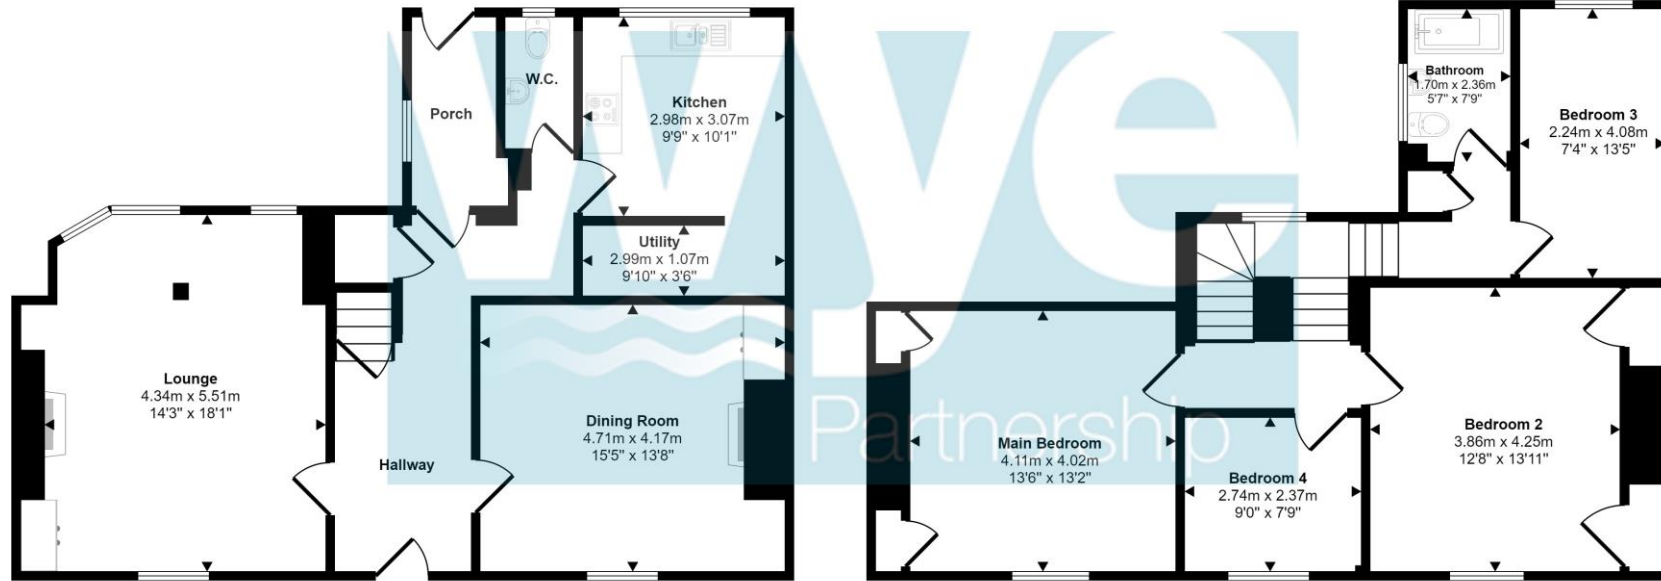 W.C.
Porch
Kitchen
2.98m x 3.07m
9'9" x 10'1"
Utility
2.99m x 1.07m
9'10" x 3'6"
Lounge
4.34m x 5.51m
14'3" x 18'1"
Hallway
Dining Room
4.71m x 4.17m
15'5" x 13'8"
Bathroom
1.70m x 2.36m
5'7" x 7'9"
Bedroom 3
2.24m x 4.08m
7'4" x 13'5"
Main Bedroom
4.11m x 4.02m
13'6" x 13'2"
Bedroom 4
2.74m x 2.37m
9'0" x 7'9"
Bedroom 2
3.86m x 4.25m
12'8" x 13'11"
wye
Partnership